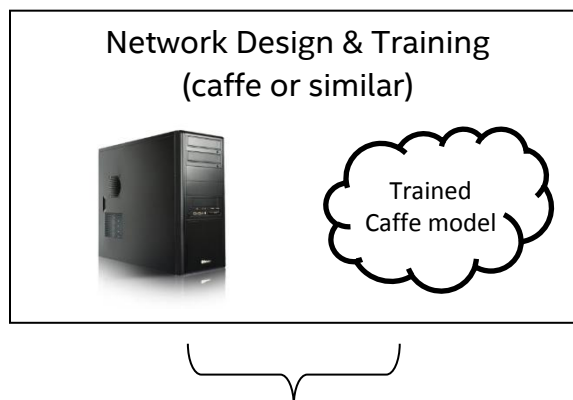 Network Design & Training
(caffe or similar)
Trained
Caffe model